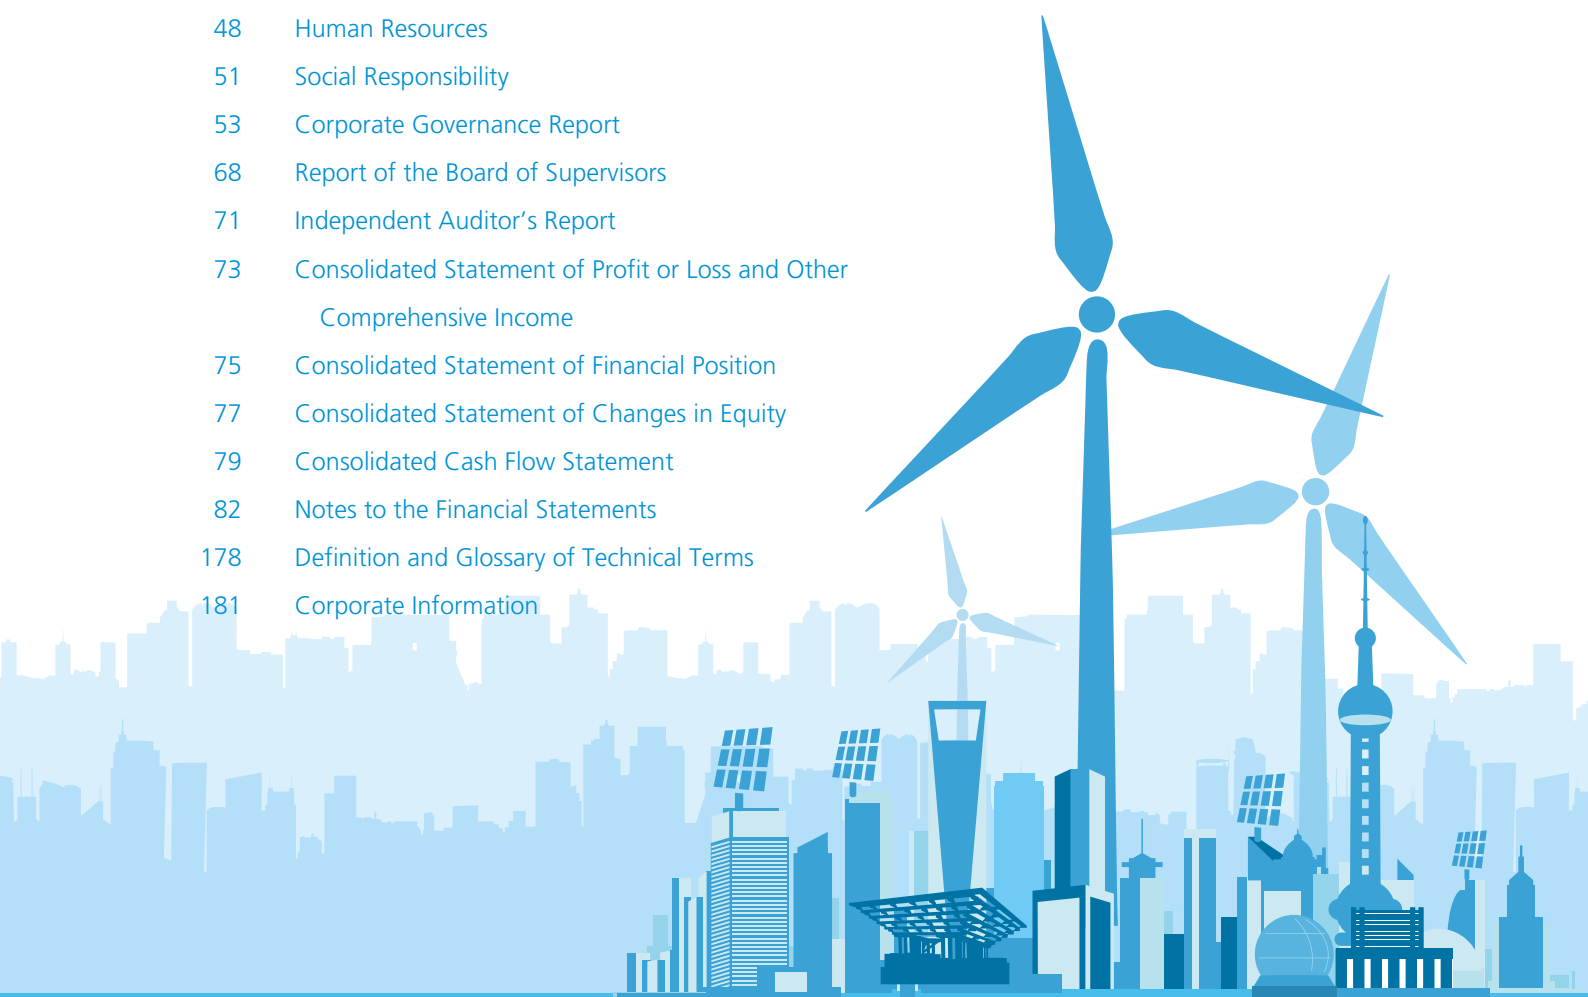 48 Human Resources
51 Social Responsibility
53 Corporate Governance Report
68 Report of the Board of Supervisors
71 Independent Auditor’s Report
73 Consolidated Statement of Profit or Loss and Other
Comprehensive Income
75 Consolidated Statement of Financial Position
77 Consolidated Statement of Changes in Equity
79 Consolidated Cash Flow Statement
82 Notes to the Financial Statements
178 Definition and Glossary of Technical Terms
181 Corporate Information